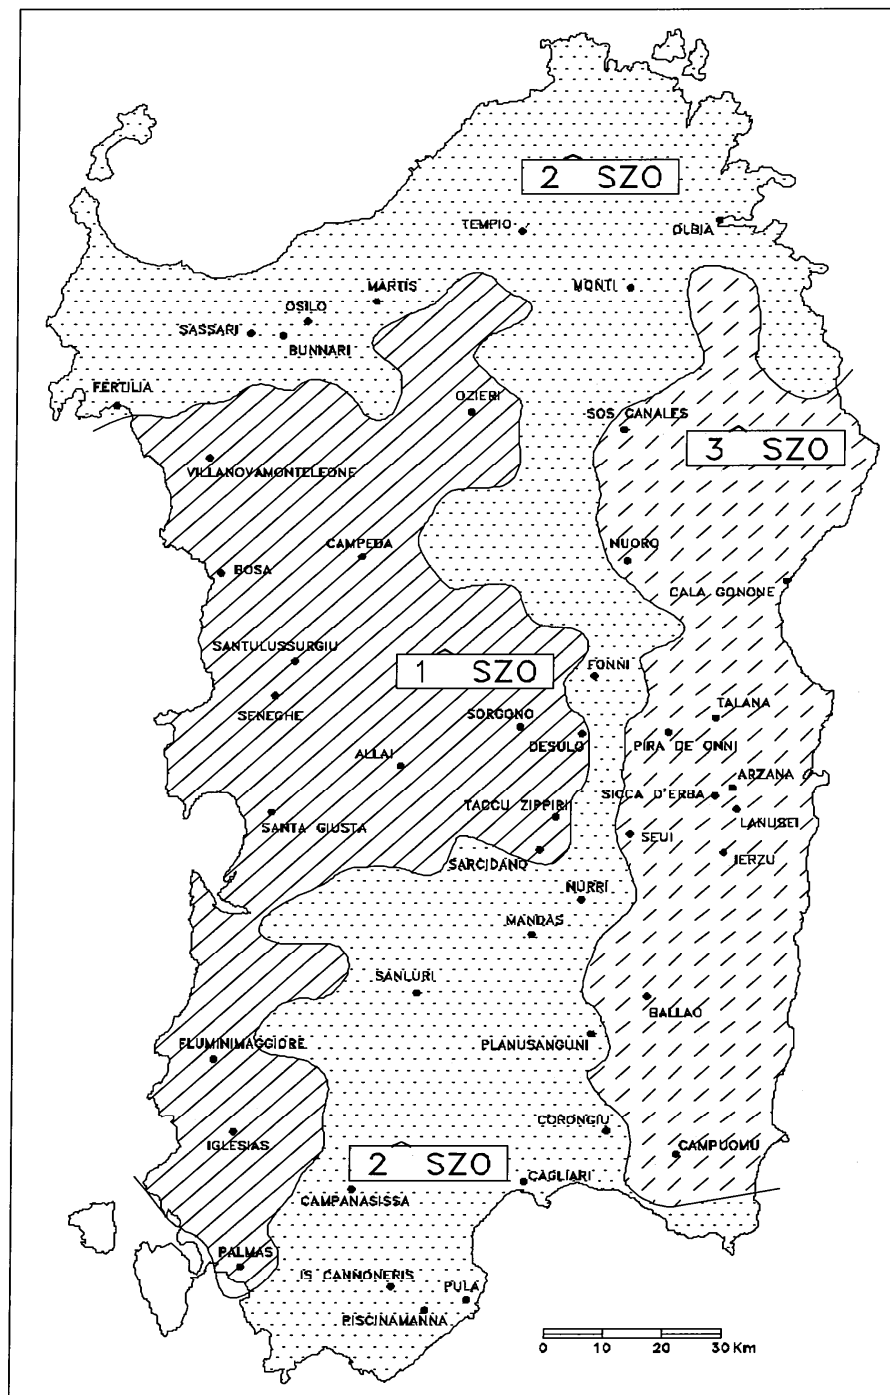 2^ SZO
TEMPIO
OLBIA
MARTIS
MONTI
OSILO
SASSARI
BUNNARI
FERTILIA
OZIERI
SOS CANALES
3^ SZO
VILLANOVAMONTELEONE
CAMPEDA
NUORO
BOSA
CALA GONONE
SANTULUSSURGIU
1^ SZO
FONNI
SENEGHE
SORGONO
TALANA
DESULO
PIRA DE ONNI
ALLAI
ARZANA
SICCA D'ERBA
TACCU ZIPPIRI
SANTA GIUSTA
LANUSEI
SEUI
SARCIDANO
IERZU
NURRI
MANDAS
SANLURI
BALLAO
FLUMINIMAGGIORE
PLANUSANGUNI
CORONGIU
IGLESIAS
CAMPUOMU
2^ SZO
CAGLIARI
CAMPANASISSA
PALMAS
IS CANNONERIS
PULA
PISCINAMANNA
0 10 20 30 Km